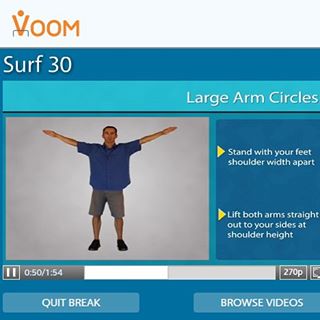 VOOM
Surf 30
Large Arm Circles
Stand with your feet
shoulder width apart
Lift both arms straight
out to your sides at
shoulder height
0:50/1:54
270p
QUIT BREAK
BROWSE VIDEOS